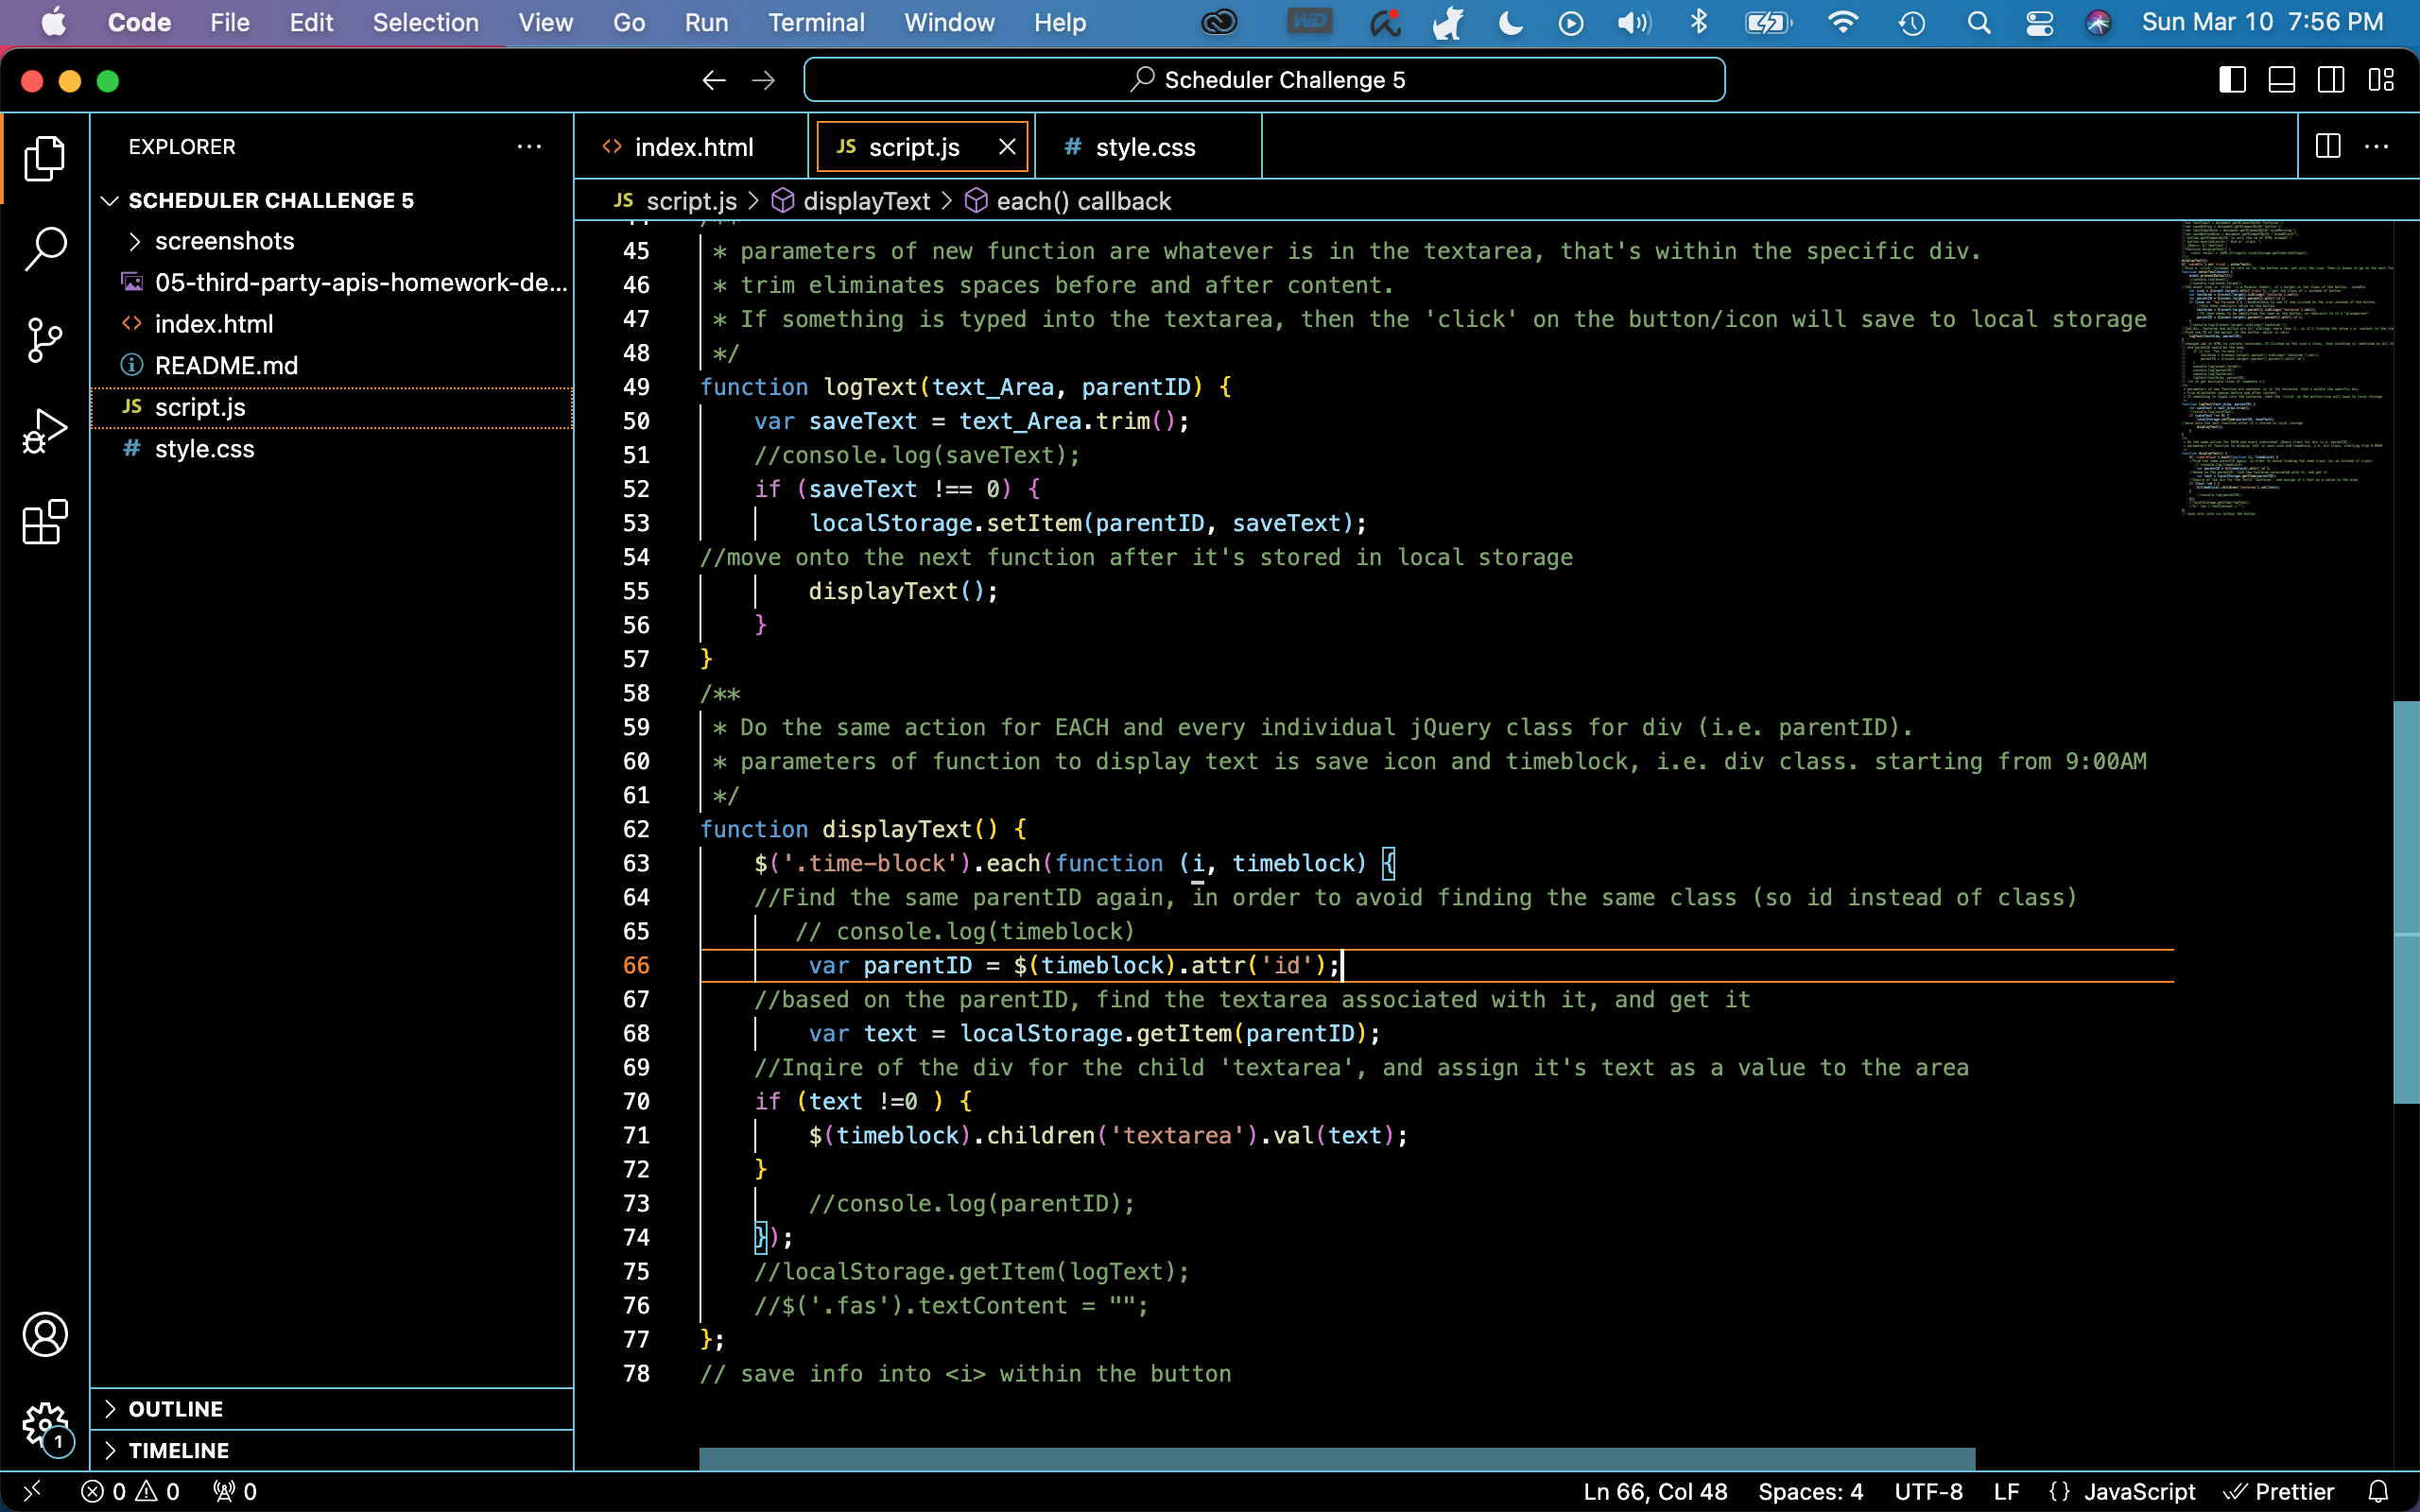 Code File Edit Selection View Go Run Terminal Window Help WD Sun Mar 10 7:56 PM
Scheduler Challenge 5
EXPLORER
SCHEDULER CHALLENGE 5
screenshots
05-third-party-apis-homework-de...
<> index.html
README.md
JS script.js
# style.css
OUTLINE
TIMELINE
<> index.html JS script.js # style.css
JS script.js > displayText > each() callback
45 * parameters of new function are whatever is in the textarea, that's within the specific div.
46 * trim eliminates spaces before and after content.
47 * If something is typed into the textarea, then the 'click' on the button/icon will save to local storage
48 */
49 function logText(text_Area, parentID) {
50 var saveText = text_Area.trim();
51 //console.log(saveText);
52 if (saveText !== 0) {
53 localStorage.setItem(parentID, saveText);
54 //move onto the next function after it's stored in local storage
55 displayText();
56 }
57 }
58 /**
59 * Do the same action for EACH and every individual jQuery class for div (i.e. parentID).
60 * parameters of function to display text is save icon and timeblock, i.e. div class. starting from 9:00AM
61 */
62 function displayText() {
63 $('.time-block').each(function (i, timeblock) {
64 //Find the same parentID again, in order to avoid finding the same class (so id instead of class)
65 // console.log(timeblock)
66 var parentID = $(timeblock).attr('id');
67 //based on the parentID, find the textarea associated with it, and get it
68 var text = localStorage.getItem(parentID);
69 //Inqire of the div for the child 'textarea', and assign it's text as a value to the area
70 if (text !=0 ) {
71 $(timeblock).children('textarea').val(text);
72 }
73 //console.log(parentID);
74 });
75 //localStorage.getItem(logText);
76 //$('.fas').textContent = "";
77 };
78 // save info into <i> within the button
1
0 0 0 Ln 66, Col 48 Spaces: 4 UTF-8 LF {} JavaScript Prettier